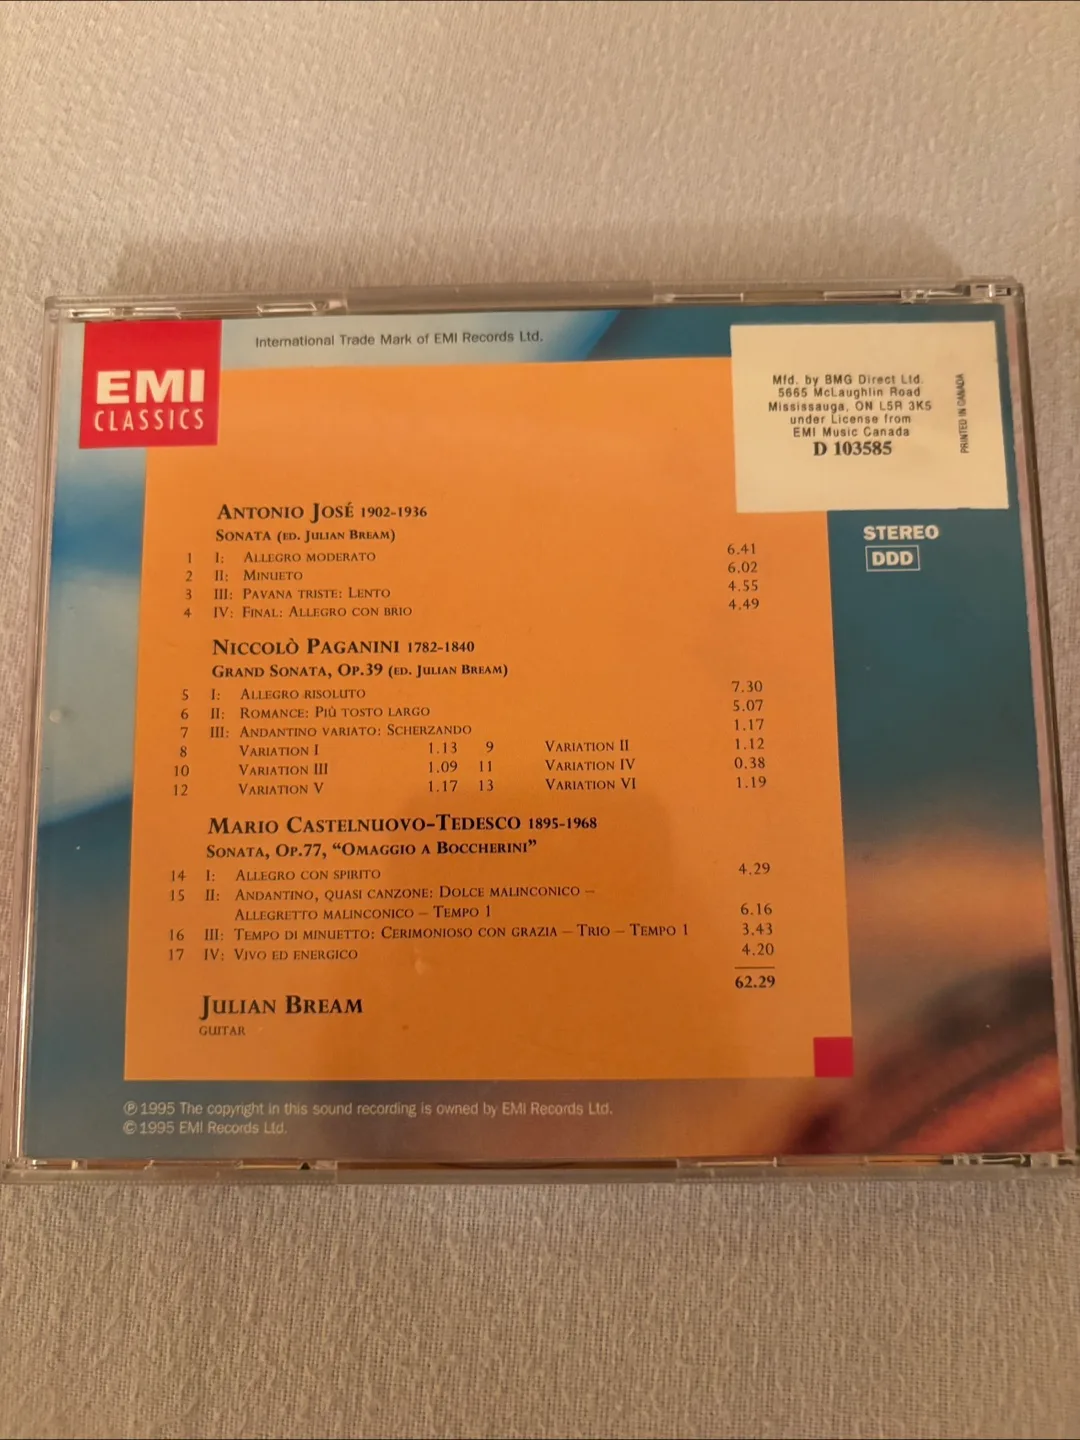 EMI
CLASSICS
International Trade Mark of EMI Records Ltd.
Mfd. by BMG Direct Ltd.
5665 McLaughlin Road
Mississauga, ON L5R 3K5
under License from
EMI Music Canada
D 103585
PRINTED IN CANADA
STEREO
DDD
ANTONIO JOSÉ 1902-1936
SONATA (ED. JULIAN BREAM)
1 I: ALLEGRO MODERATO 6.41
2 II: MINUETO 6.02
3 III: PAVANA TRISTE: LENTO 4.55
4 IV: FINAL: ALLEGRO CON BRIO 4.49
NICCOLÒ PAGANINI 1782-1840
GRAND SONATA, OP.39 (ED. JULIAN BREAM)
5 I: ALLEGRO RISOLUTO 7.30
6 II: ROMANCE: PIÙ TOSTO LARGO 5.07
7 III: ANDANTINO VARIATO: SCHERZANDO 1.17
8 VARIATION I 1.13 9 VARIATION II 1.12
10 VARIATION III 1.09 11 VARIATION IV 0.38
12 VARIATION V 1.17 13 VARIATION VI 1.19
MARIO CASTELNUOVO-TEDESCO 1895-1968
SONATA, OP.77, "OMAGGIO A BOCCHERINI"
14 I: ALLEGRO CON SPIRITO 4.29
15 II: ANDANTINO, QUASI CANZONE: DOLCE MALINCONICO –
ALLEGRETTO MALINCONICO – TEMPO 1 6.16
16 III: TEMPO DI MINUETTO: CERIMONIOSO CON GRAZIA – TRIO – TEMPO 1 3.43
17 IV: VIVO ED ENERGICO 4.20
62.29
JULIAN BREAM
GUITAR
℗ 1995 The copyright in this sound recording is owned by EMI Records Ltd.
© 1995 EMI Records Ltd.